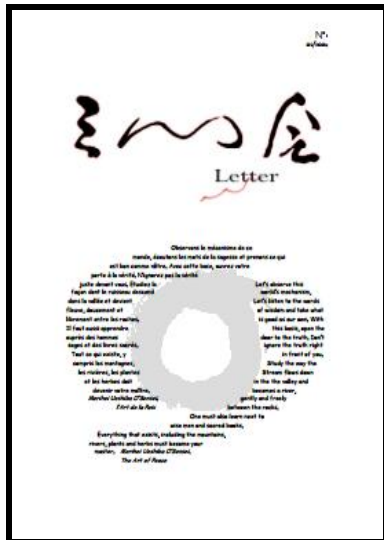 Letter
Observons le mécanisme de ce
monde, écoutons les mots de la sagesse et prenons ce qui
est bon comme nôtre. Avec cette base, ouvrez votre
porte à la vérité. N'ignorez pas la vérité
juste devant vous. Étudiez la
façon dont le ruisseau descend
dans la vallée et devient
fleuve, doucement et
librement entre les roches.
Il faut aussi apprendre
auprès des hommes
sages et des livres sacrés.
Tout ce qui existe, y
compris les montagnes,
les rivières, les plantes
et les herbes doit
devenir votre maître.
Morihei Ueshiba O'Sensei,
l'Art de la Paix
Let's observe this
world's mechanism,
Let's listen to the words
of wisdom and take what
is good as our own. With
this basis, open the
door to the truth, Don't
ignore the truth right
in front of you,
Study the way the
Stream flows down
in the the valley and
becomes a river,
gently and freely
between the rocks,
One must also learn next to
wise men and sacred books,
Everything that exists, including the mountains,
rivers, plants and herbs must become your
master, Morihei Ueshiba O'Sensei,
The Art of Peace